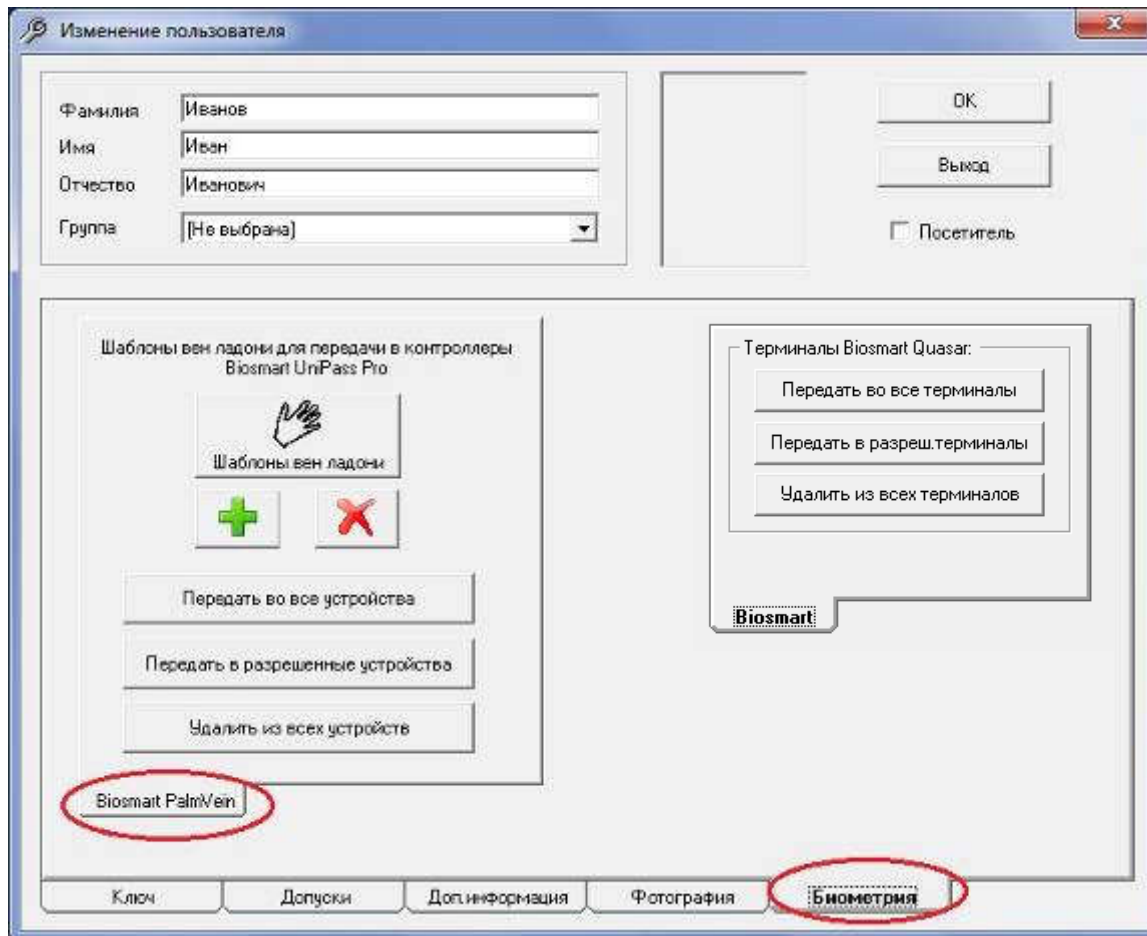 Изменение пользователя
Фамилия
Иванов
Имя
Иван
Отчество
Иванович
Группа
[Не выбрана]
ОК
Выход
Посетитель
Шаблоны вен ладони для передачи в контроллеры
Biosmart UniPass Pro
Шаблоны вен ладони
Передать во все устройства
Передать в разрешенные устройства
Удалить из всех устройств
Biosmart PalmVein
Терминалы Biosmart Quasar:
Передать во все терминалы
Передать в разреш.терминалы
Удалить из всех терминалов
Biosmart
Ключ
Допуски
Доп.информация
Фотография
Биометрия